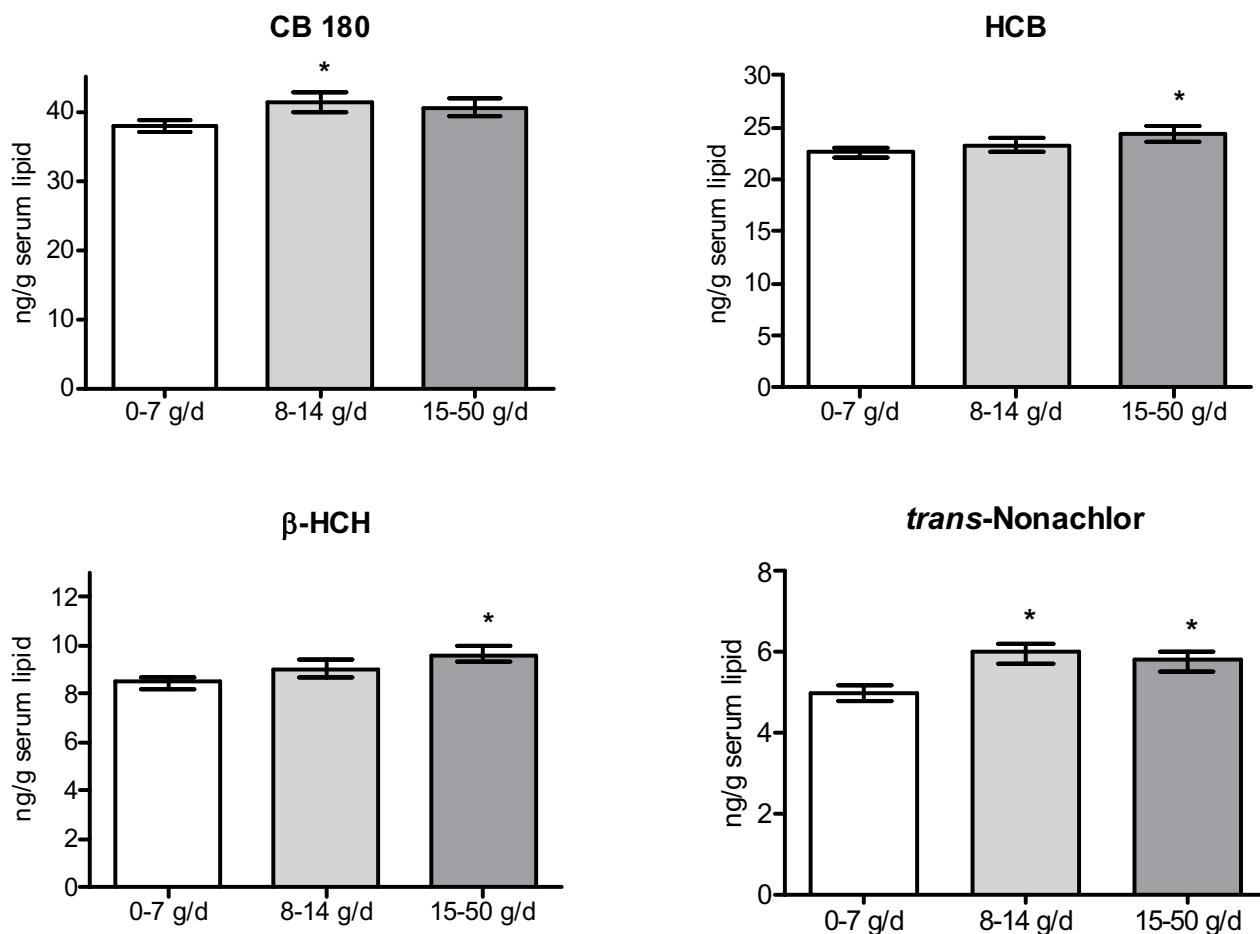 CB 180
*
ng/g serum lipid
40
30
20
10
0
0-7 g/d 8-14 g/d 15-50 g/d
HCB
*
ng/g serum lipid
30
25
20
15
10
5
0
0-7 g/d 8-14 g/d 15-50 g/d
β-HCH
*
ng/g serum lipid
12
10
8
6
4
2
0
0-7 g/d 8-14 g/d 15-50 g/d
trans-Nonachlor
* *
ng/g serum lipid
8
6
4
2
0
0-7 g/d 8-14 g/d 15-50 g/d